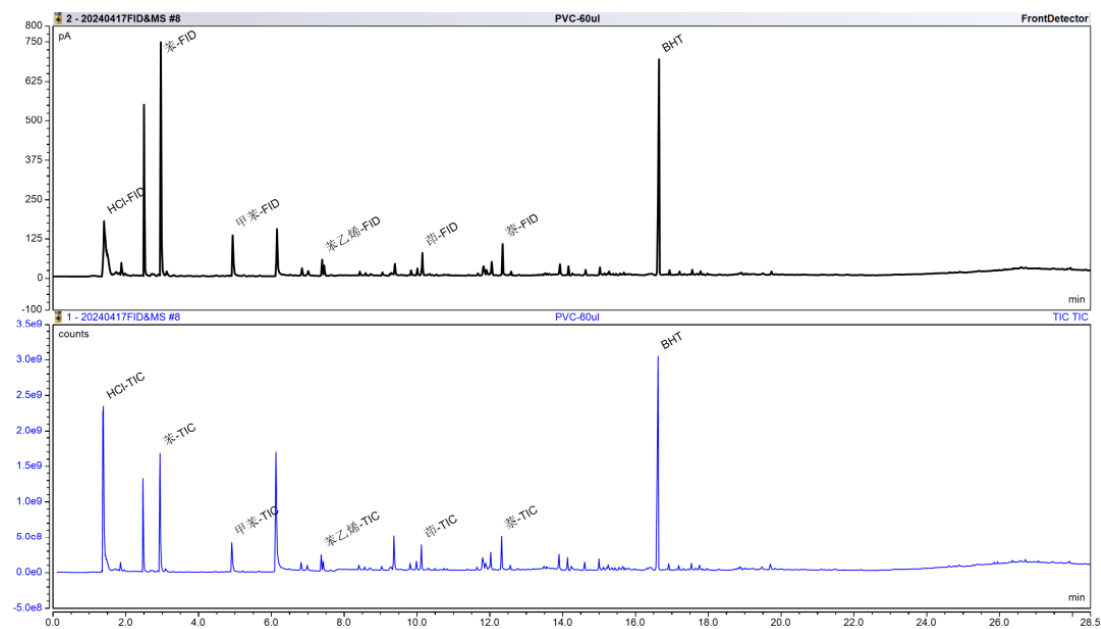 2 - 20240417FID&MS #8 PVC-60ul FrontDetector
pA
800
750
625
500
375
250
125
0
-100
HCl-FID
苯-FID
甲苯-FID
苯乙烯-FID
茚-FID
萘-FID
BHT
min
1 - 20240417FID&MS #8 PVC-60ul TIC TIC
counts
3.5e9
3.0e9
2.5e9
2.0e9
1.5e9
1.0e9
5.0e8
0.0e0
-5.0e8
HCl-TIC
苯-TIC
甲苯-TIC
苯乙烯-TIC
茚-TIC
萘-TIC
BHT
min
0.0 2.0 4.0 6.0 8.0 10.0 12.0 14.0 16.0 18.0 20.0 22.0 24.0 26.0 28.5